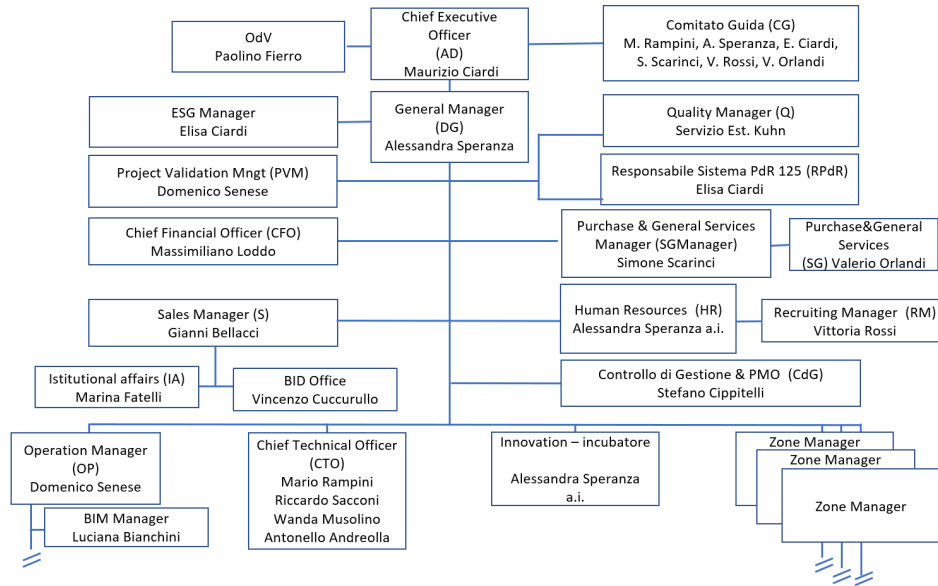 Chief Executive
Officer
(AD)
Maurizio Ciardi
OdV
Paolino Fierro
Comitato Guida (CG)
M. Rampini, A. Speranza, E. Ciardi,
S. Scarinci, V. Rossi, V. Orlandi
ESG Manager
Elisa Ciardi
General Manager
(DG)
Alessandra Speranza
Quality Manager (Q)
Servizio Est. Kuhn
Project Validation Mngt (PVM)
Domenico Senese
Responsabile Sistema PdR 125 (RPdR)
Elisa Ciardi
Chief Financial Officer (CFO)
Massimiliano Loddo
Purchase & General Services
Manager (SGManager)
Simone Scarinci
Purchase&General
Services
(SG) Valerio Orlandi
Sales Manager (S)
Gianni Bellacci
Human Resources (HR)
Alessandra Speranza a.i.
Recruiting Manager (RM)
Vittoria Rossi
Istitutional affairs (IA)
Marina Fatelli
BID Office
Vincenzo Cuccurullo
Controllo di Gestione & PMO (CdG)
Stefano Cippitelli
Operation Manager
(OP)
Domenico Senese
BIM Manager
Luciana Bianchini
Chief Technical Officer
(CTO)
Mario Rampini
Riccardo Sacconi
Wanda Musolino
Antonello Andreolla
Innovation – incubatore
Alessandra Speranza
a.i.
Zone Manager
Zone Manager
Zone Manager